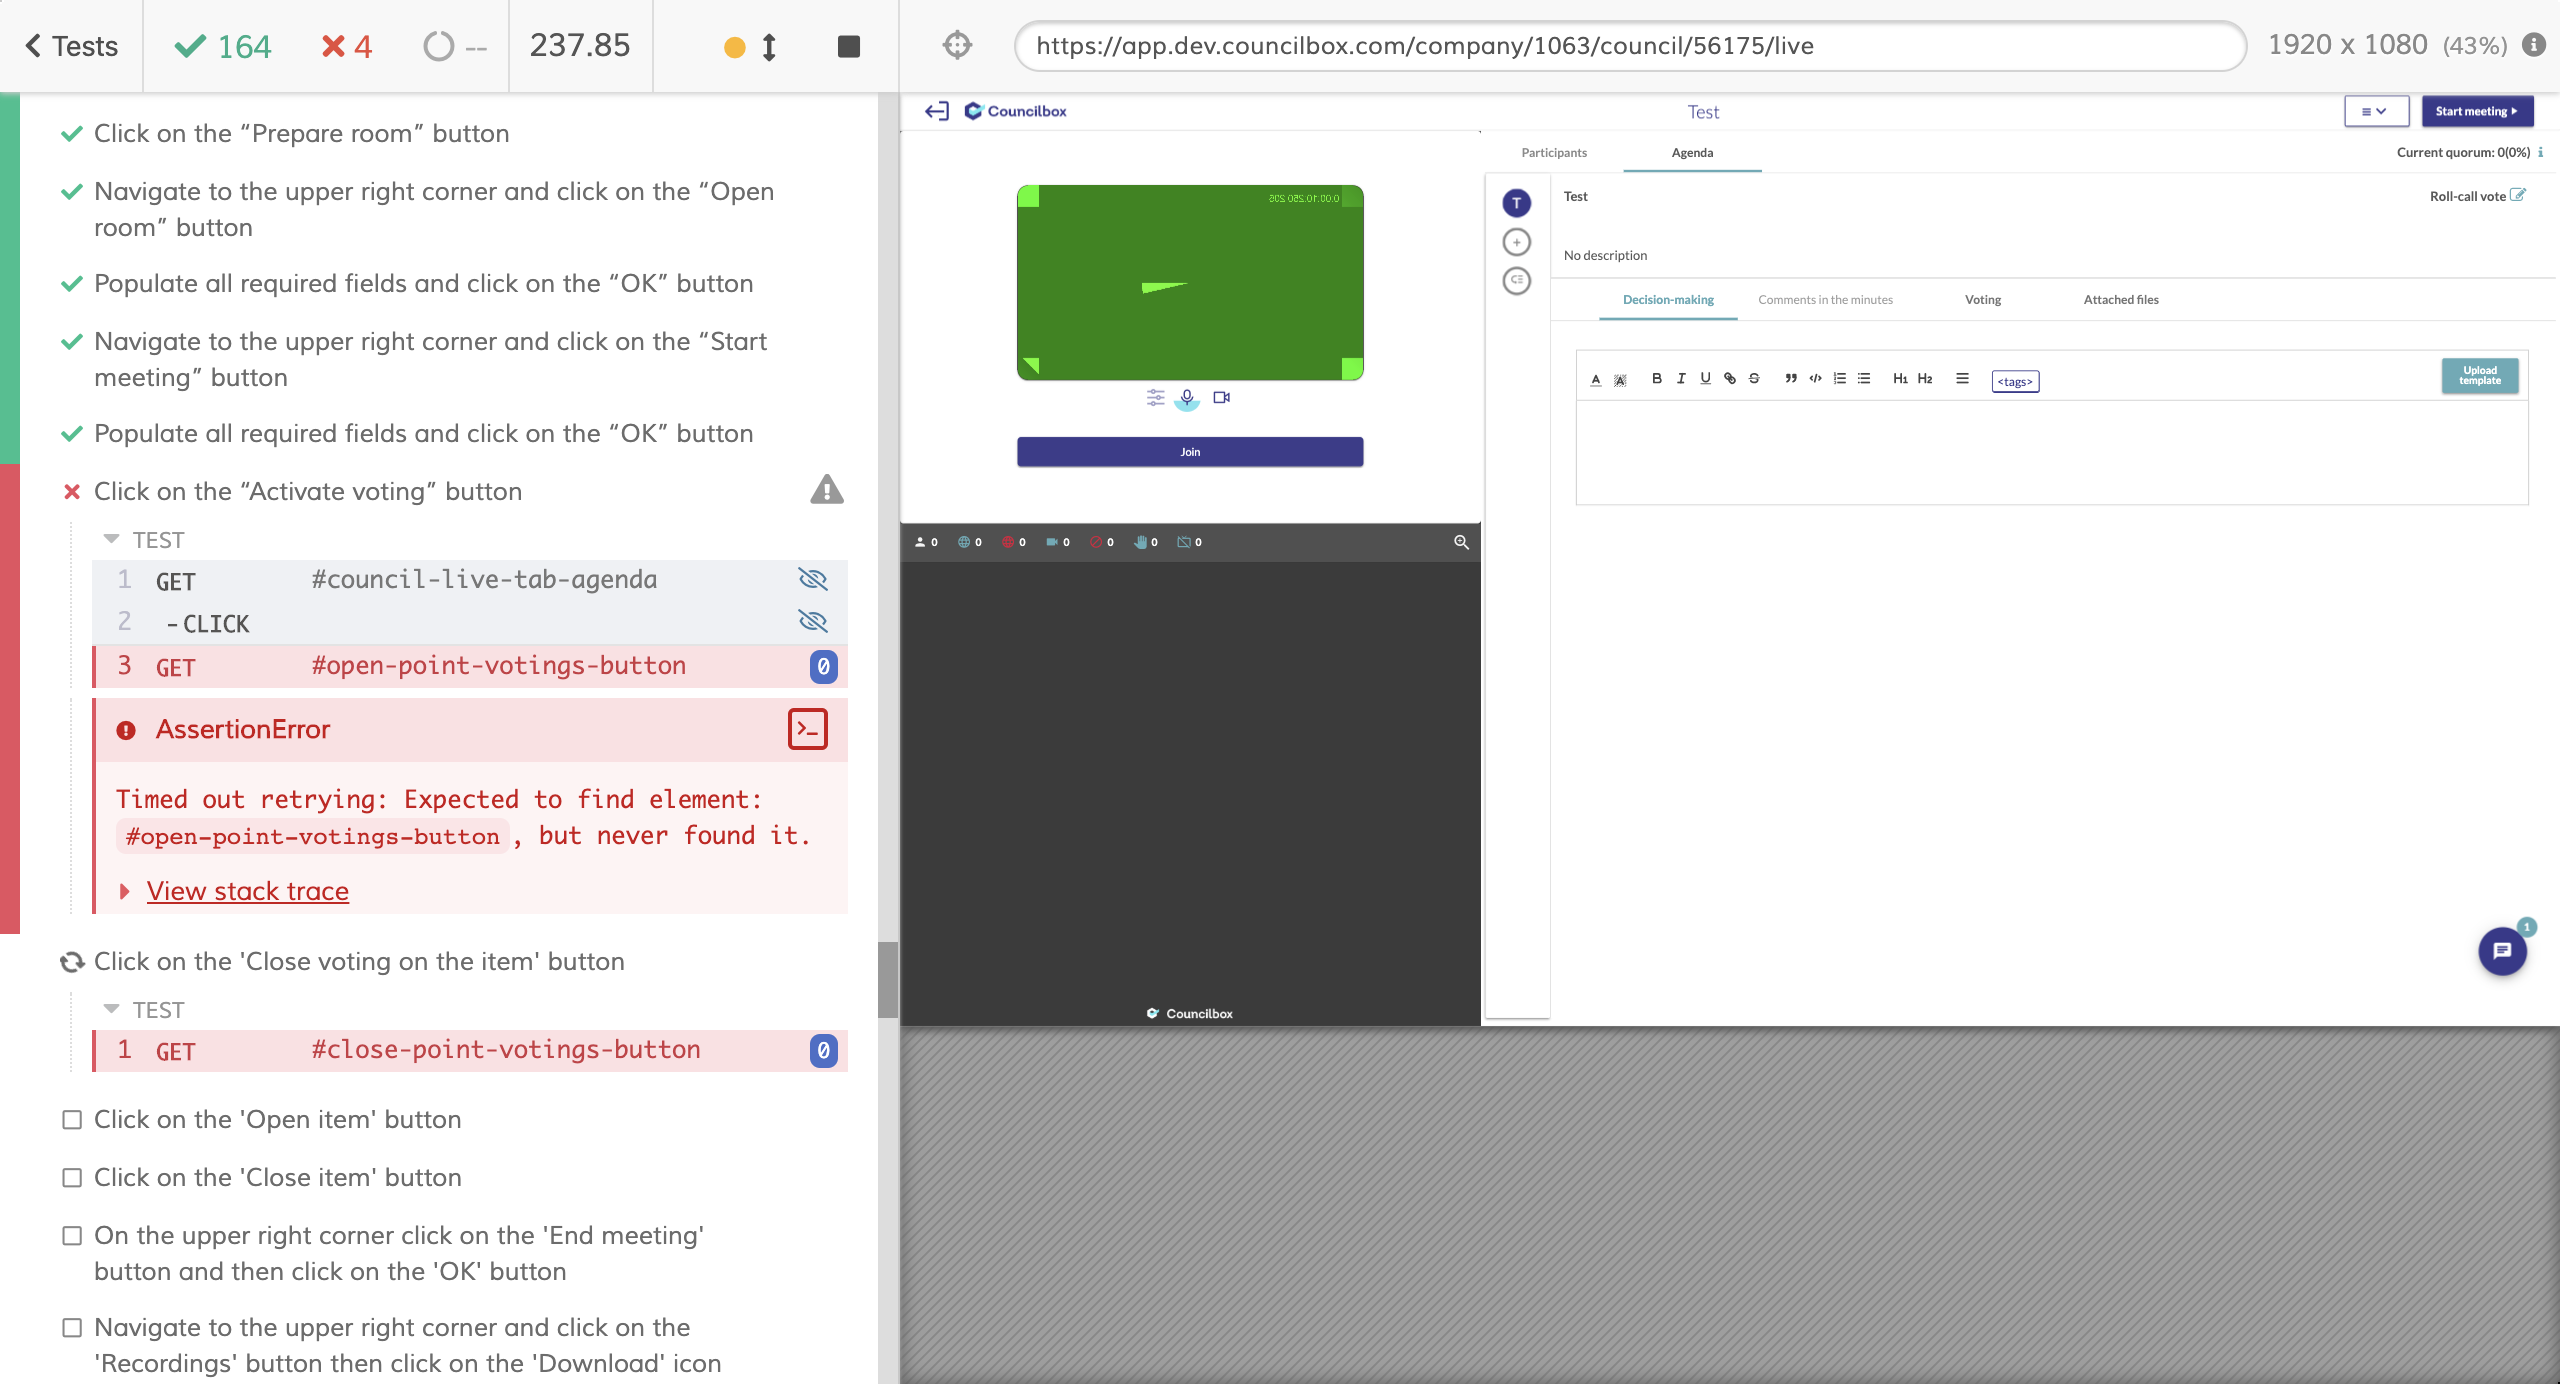 Tests
164
4
--
237.85
https://app.dev.councilbox.com/company/1063/council/56175/live
1920 x 1080 (43%)
Click on the “Prepare room” button
Navigate to the upper right corner and click on the “Open
room” button
Populate all required fields and click on the “OK” button
Navigate to the upper right corner and click on the “Start
meeting” button
Populate all required fields and click on the “OK” button
Click on the “Activate voting” button
TEST
1 GET #council-live-tab-agenda
2 -CLICK
3 GET #open-point-votings-button 0
AssertionError
Timed out retrying: Expected to find element:
#open-point-votings-button, but never found it.
View stack trace
Click on the 'Close voting on the item' button
TEST
1 GET #close-point-votings-button 0
Click on the 'Open item' button
Click on the 'Close item' button
On the upper right corner click on the 'End meeting'
button and then click on the 'OK' button
Navigate to the upper right corner and click on the
'Recordings' button then click on the 'Download' icon
Councilbox
Test
Start meeting
Participants
Agenda
Current quorum: 0(0%)
T
Test
Roll-call vote
No description
Decision-making
Comments in the minutes
Voting
Attached files
B I U S H1 H2 <tags>
Upload
template
Join
0 0 0 0 0 0 0
1
Councilbox